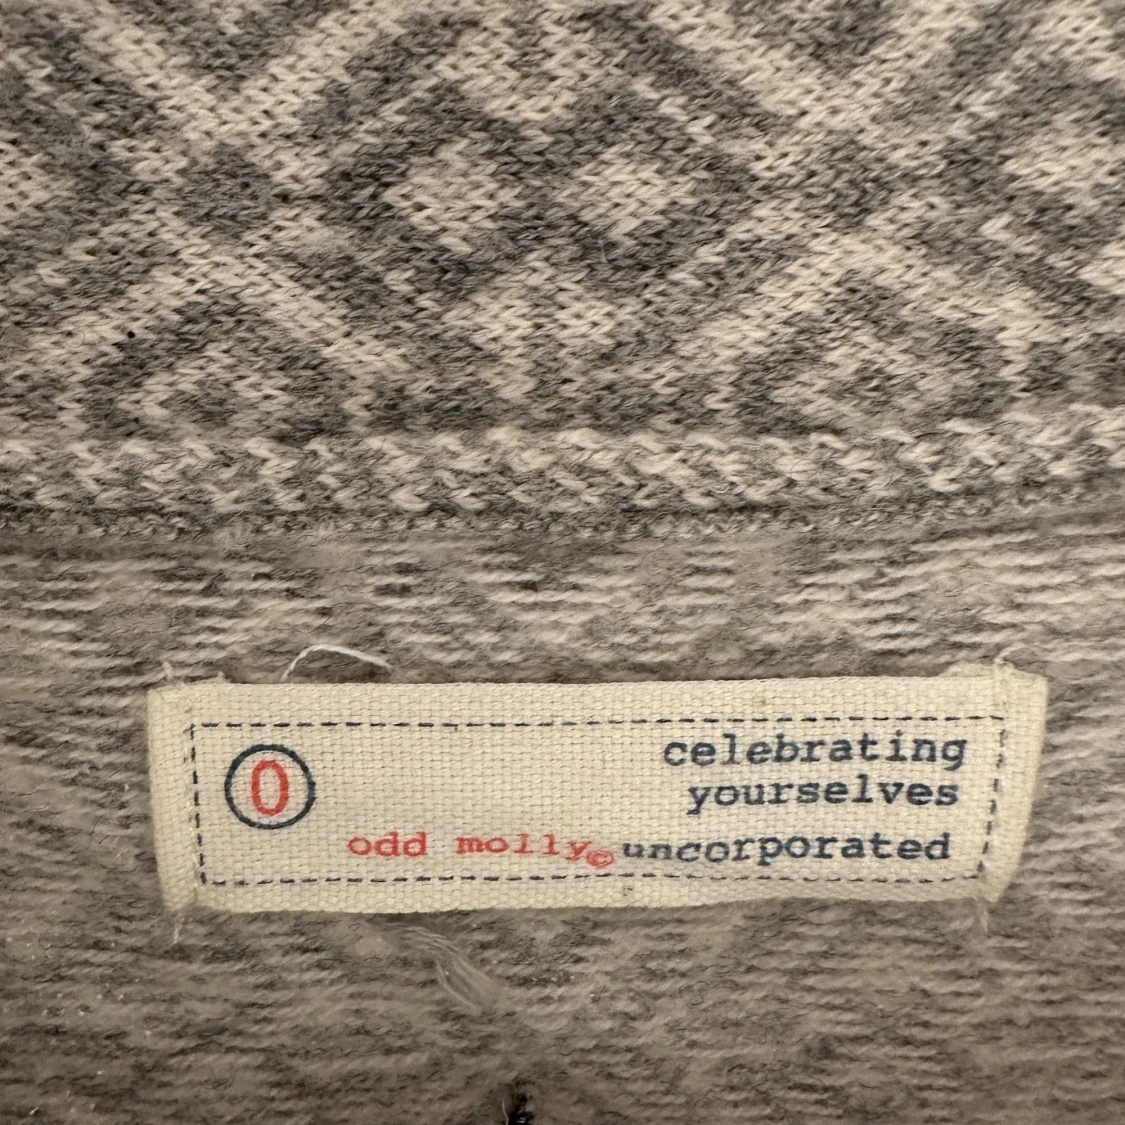 celebrating
yourselves
0
odd molly© uncorporated